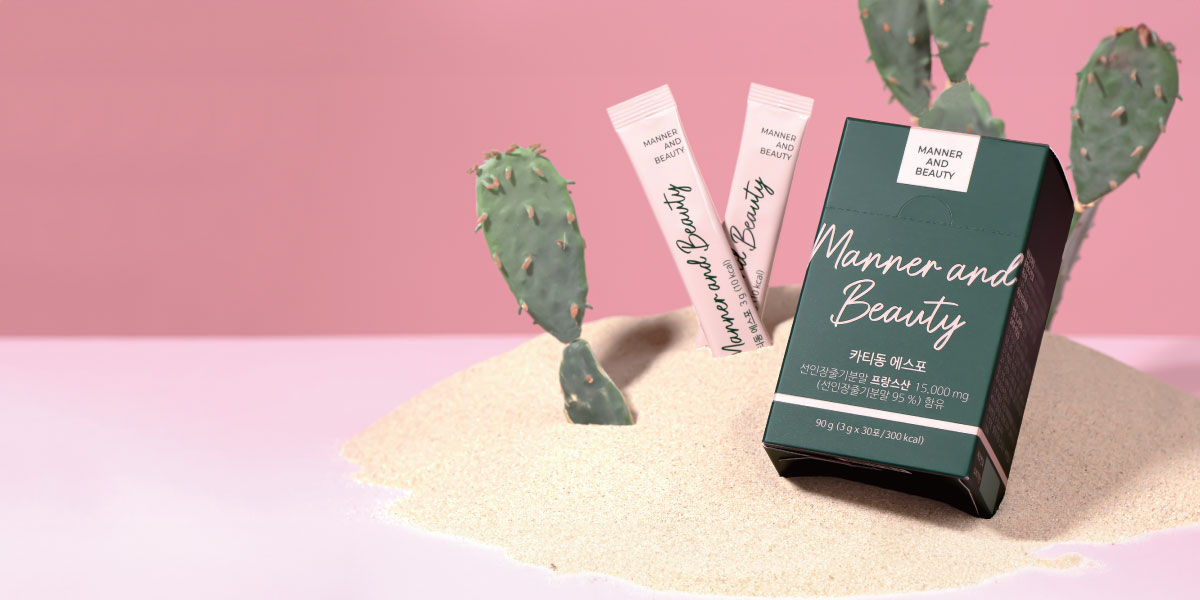 MANNER
AND
BEAUTY
Manner and Beauty
3 g (10 kcal)
MANNER
AND
BEAUTY
Beauty
MANNER
AND
BEAUTY
Manner and
Beauty
카티동 에스포
선인장줄기분말 프랑스산 15,000 mg
(선인장줄기분말 95 %) 함유
90 g (3 g x 30포/300 kcal)